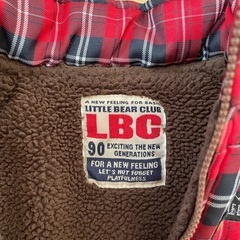 A NEW FEELING FOR BASIC
LITTLE BEAR CLUB
LBC
90 EXCITING THE NEW
GENERATIONS
FOR A NEW FEELING
LET'S NOT FORGET
PLAYFULNESS